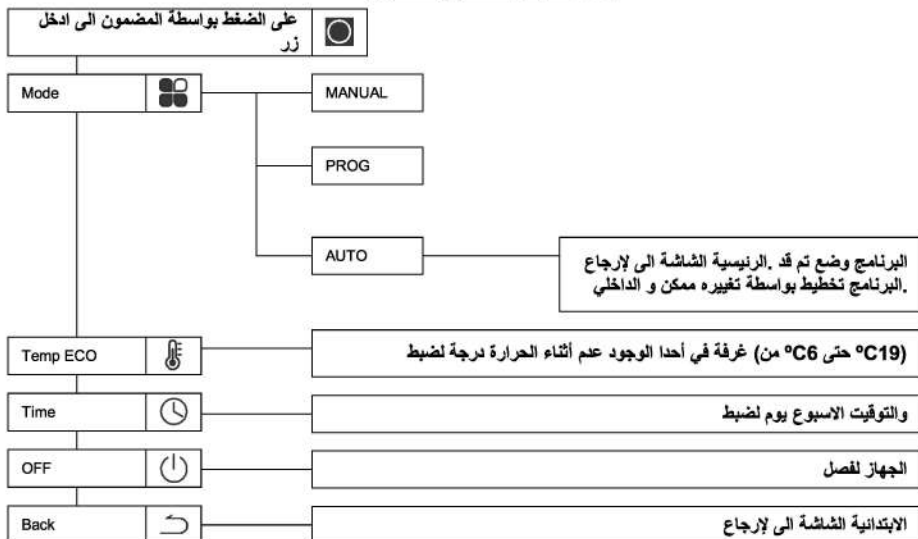 ادخل الى المضمون بواسطة الضغط على
زر
Mode
MANUAL
PROG
AUTO
لإرجاع الى الشاشة الرئيسية. قد تم وضع البرنامج
الداخلي و ممكن تغييره بواسطة تخطيط البرنامج.
Temp ECO
لضبط درجة الحرارة أثناء عدم الوجود أحدا في غرفة (من ºC6 حتى ºC19)
Time
لضبط يوم الاسبوع والتوقيت
OFF
لفصل الجهاز
Back
لإرجاع الى الشاشة الابتدائية